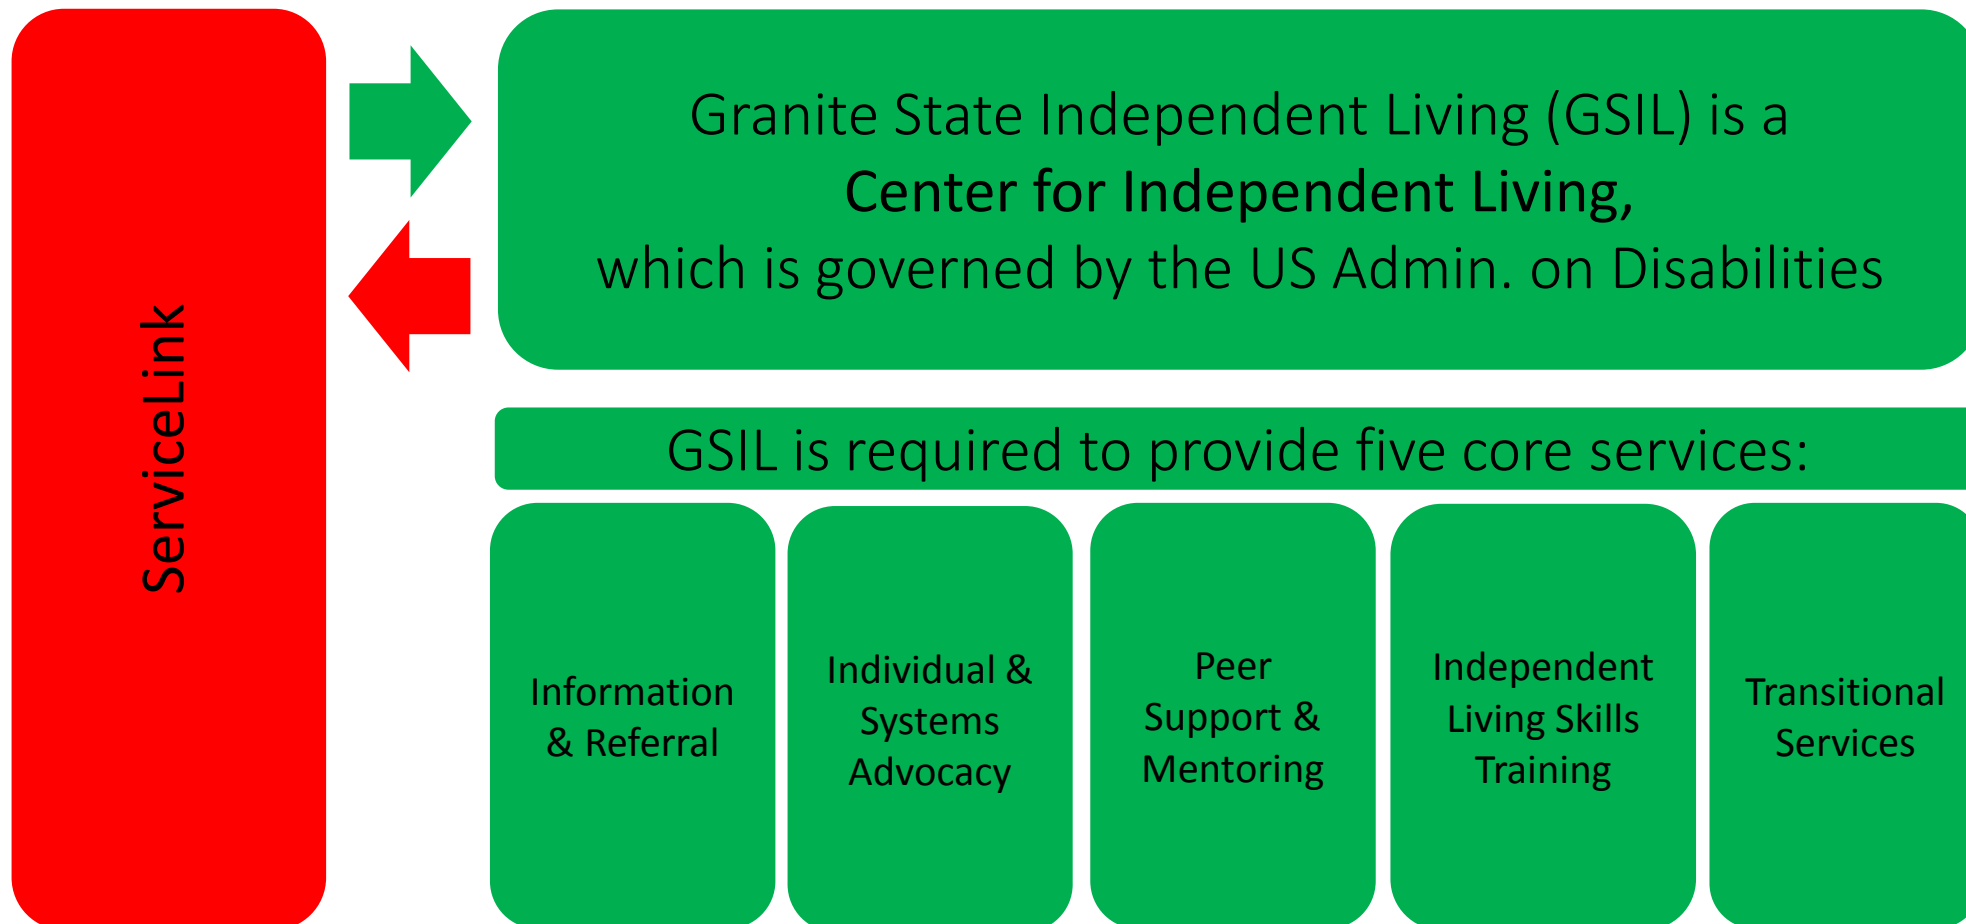 ServiceLink
Granite State Independent Living (GSIL) is a
Center for Independent Living,
which is governed by the US Admin. on Disabilities
GSIL is required to provide five core services:
Information
& Referral
Individual &
Systems
Advocacy
Peer
Support &
Mentoring
Independent
Living Skills
Training
Transitional
Services